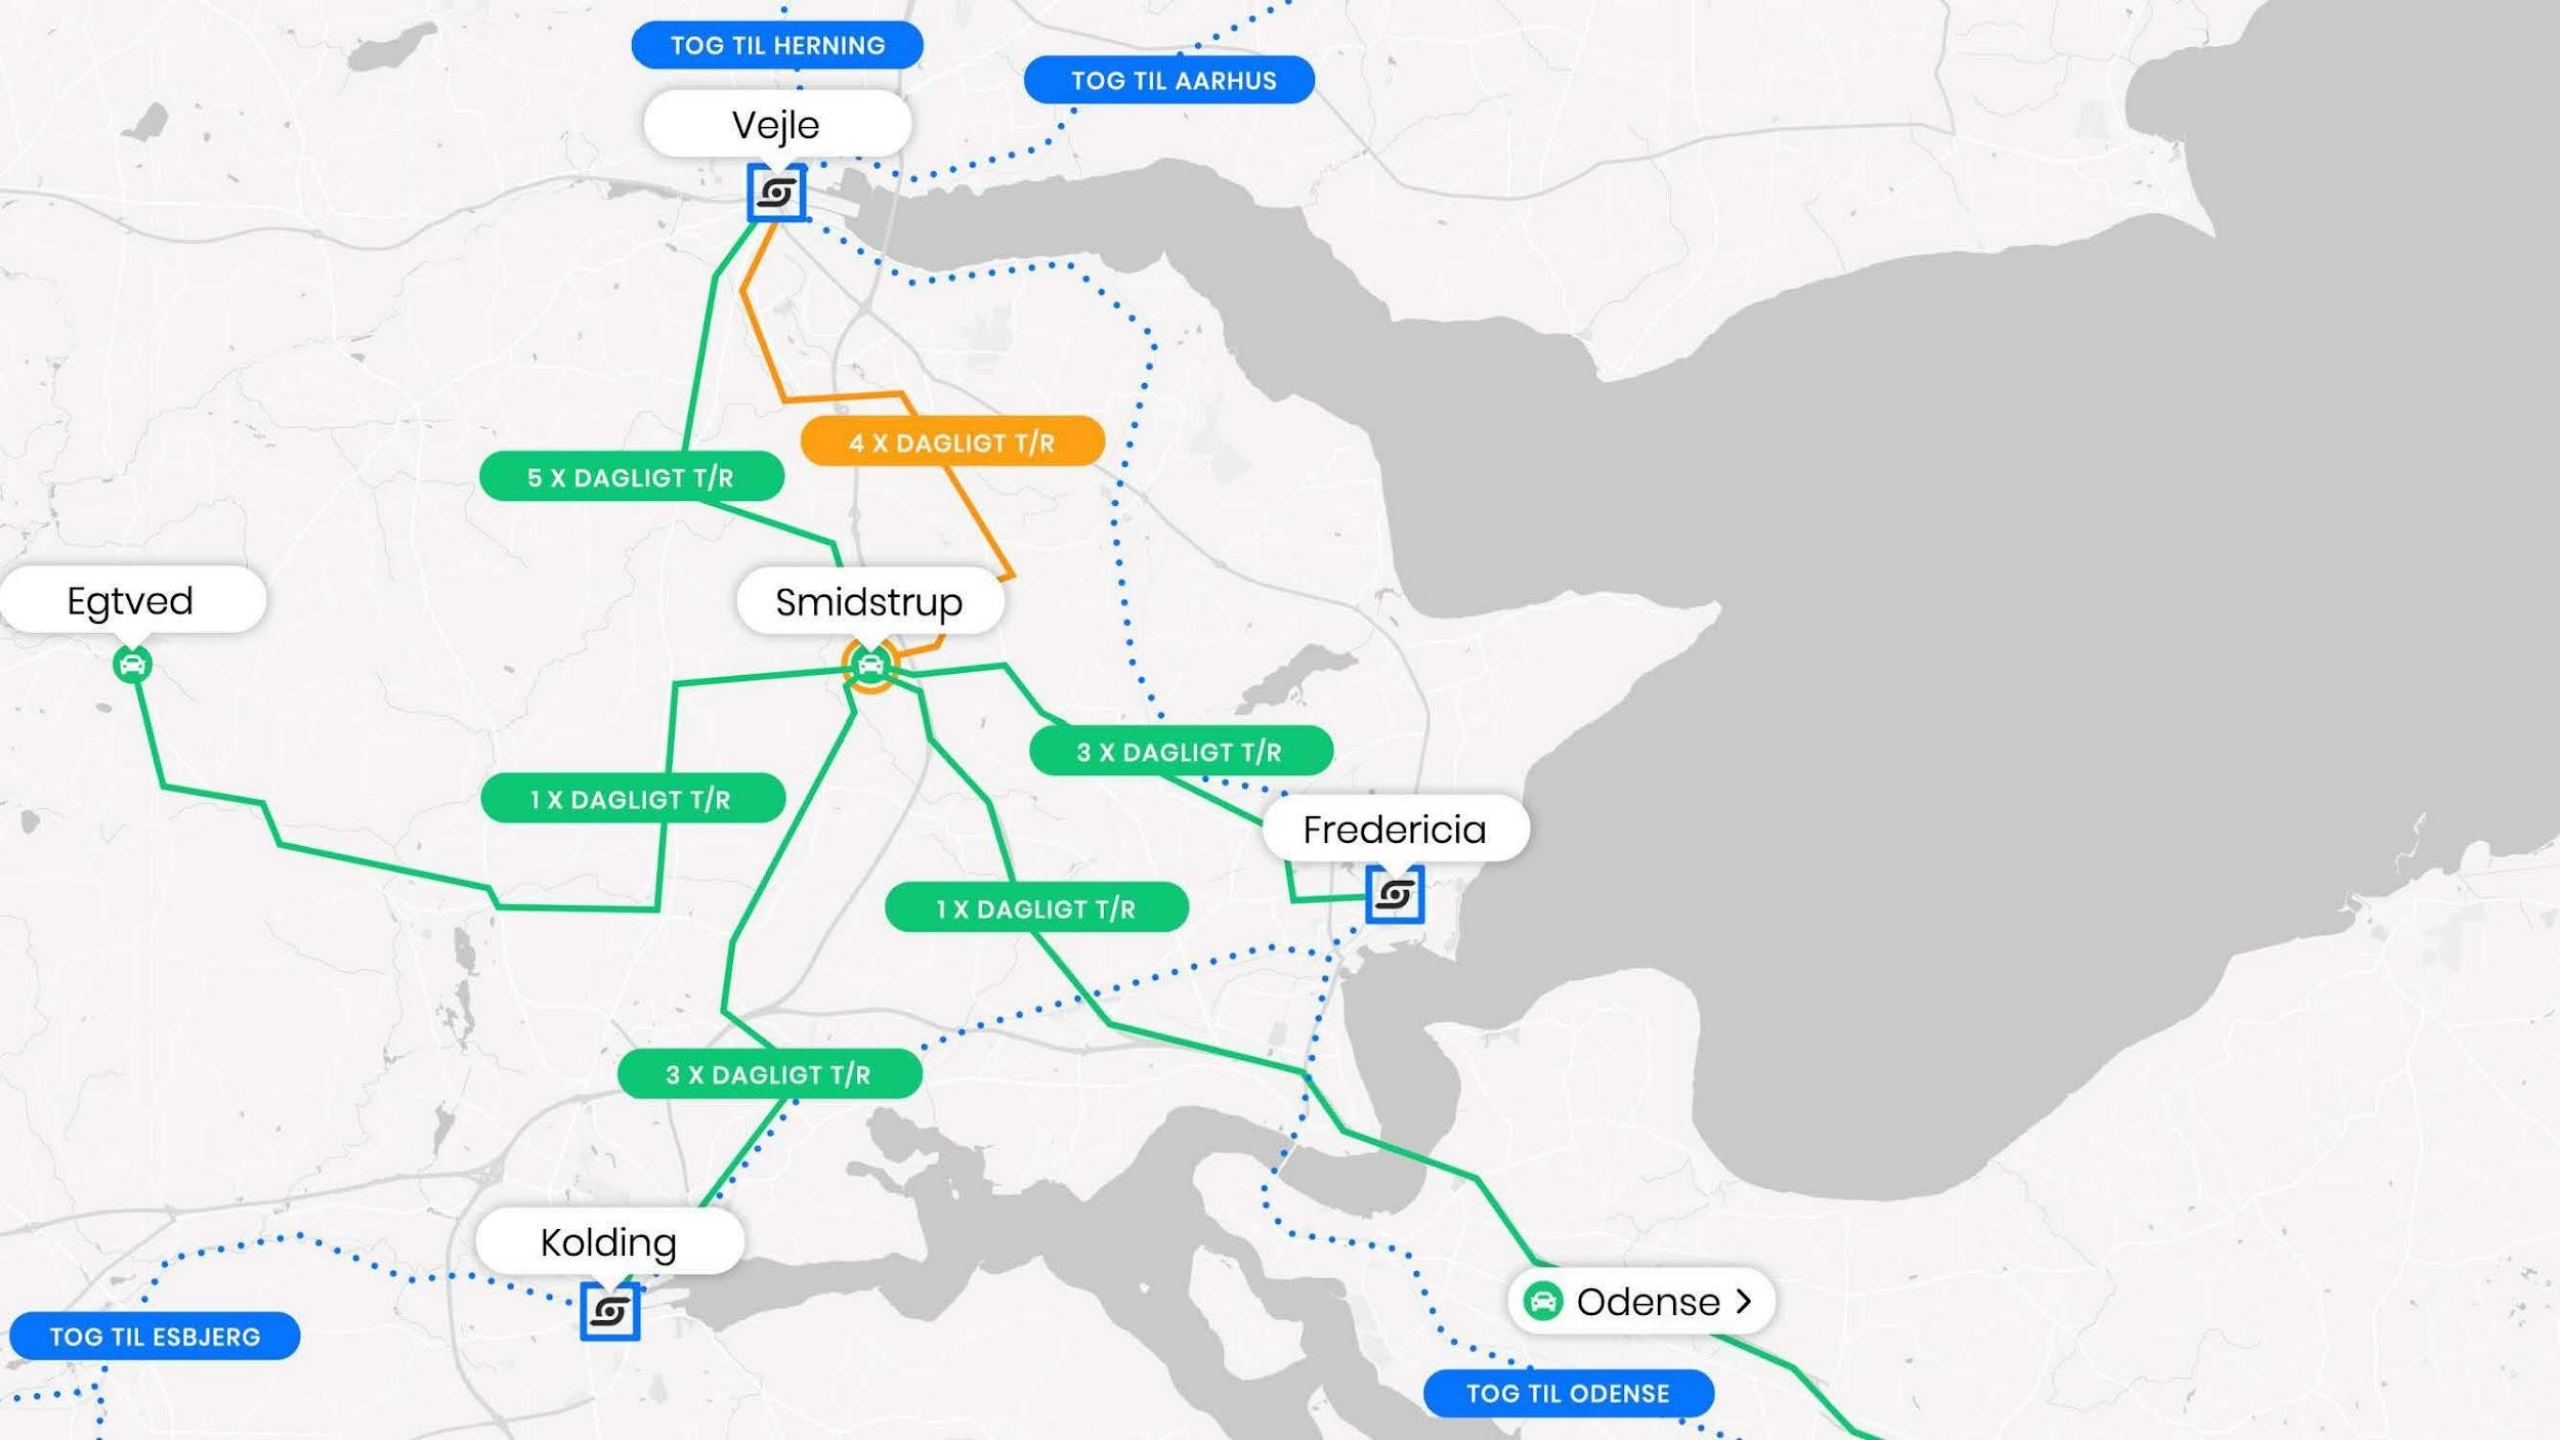 TOG TIL HERNING
TOG TIL AARHUS
Vejle
4 X DAGLIGT T/R
5 X DAGLIGT T/R
Egtved
Smidstrup
3 X DAGLIGT T/R
1 X DAGLIGT T/R
Fredericia
1 X DAGLIGT T/R
3 X DAGLIGT T/R
Kolding
Odense >
TOG TIL ESBJERG
TOG TIL ODENSE